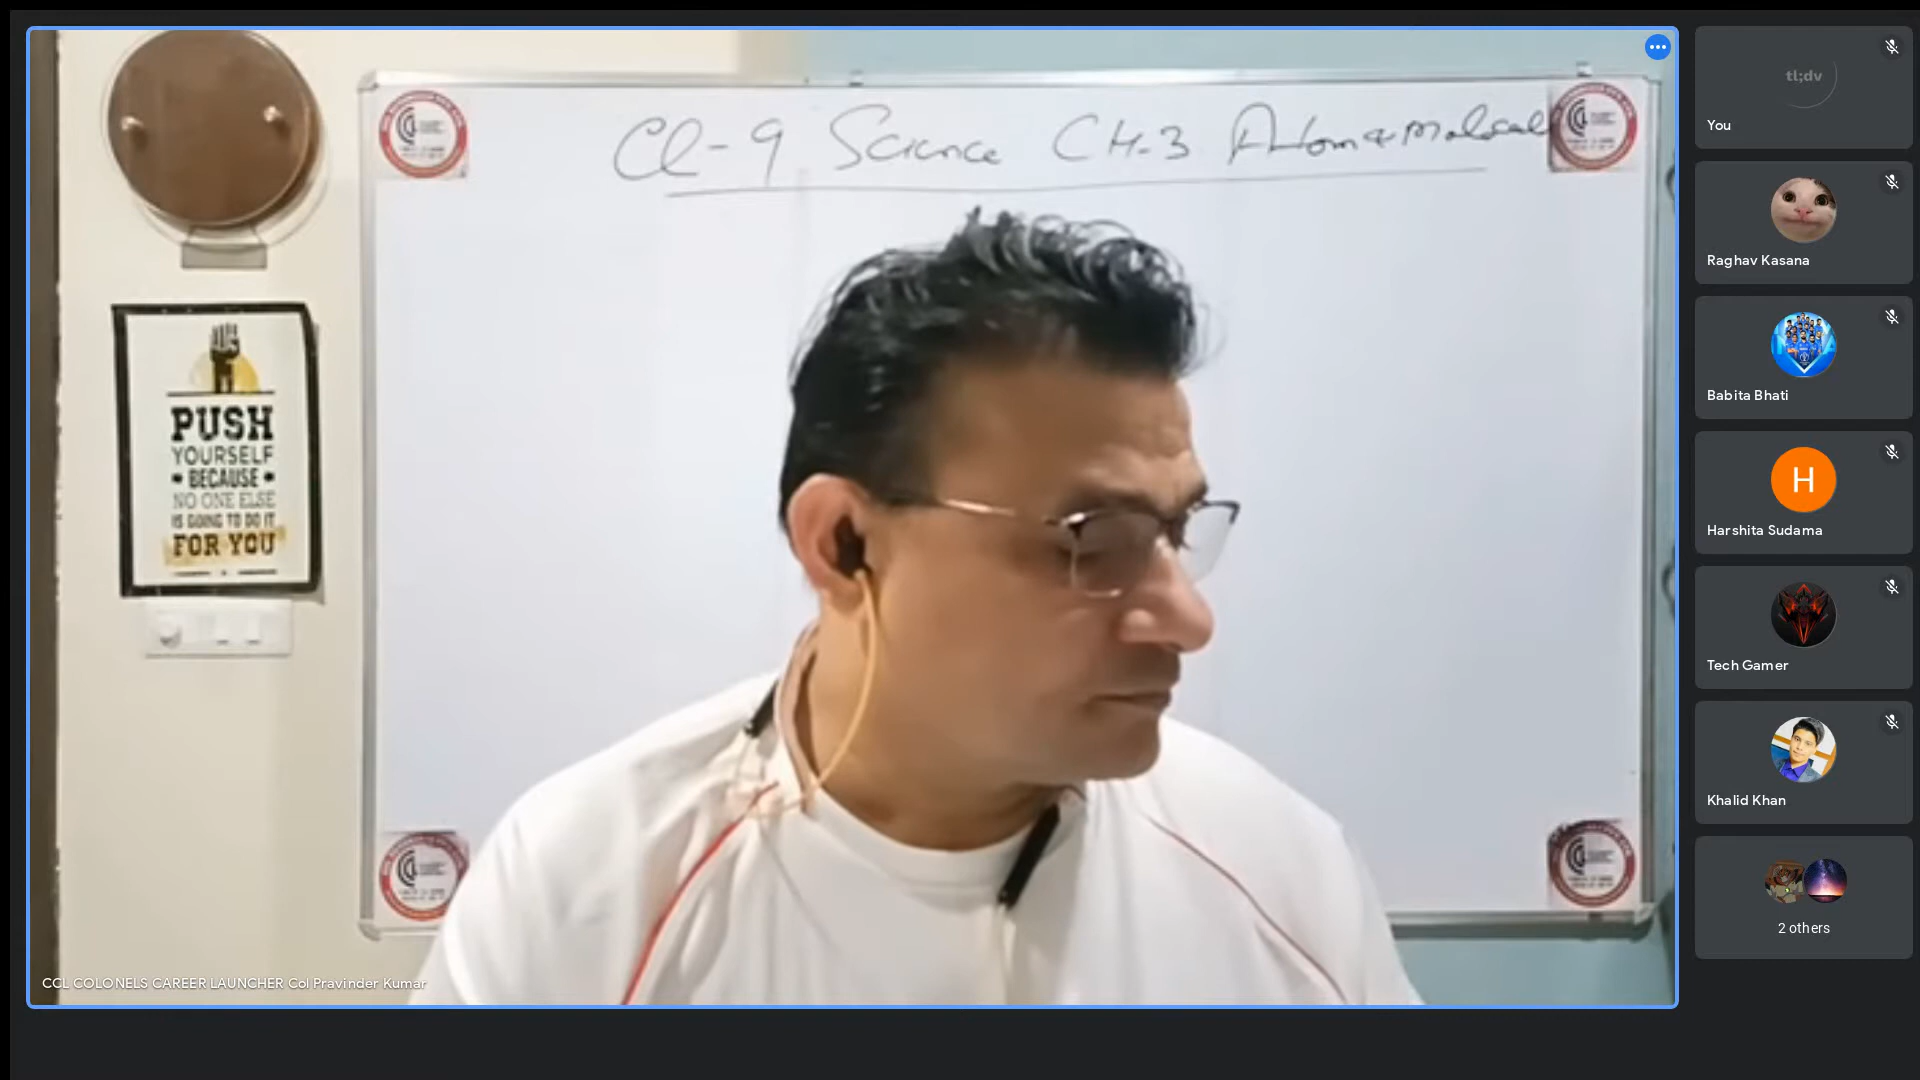 Cl-9 Science CH-3 Atom & Molecule
PUSH
YOURSELF
BECAUSE
NO ONE ELSE
IS GOING TO DO IT
FOR YOU
CCL COLONELS CAREER LAUNCHER Col Pravinder Kumar
tl;dv
You
Raghav Kasana
Babita Bhati
H
Harshita Sudama
Tech Gamer
Khalid Khan
2 others